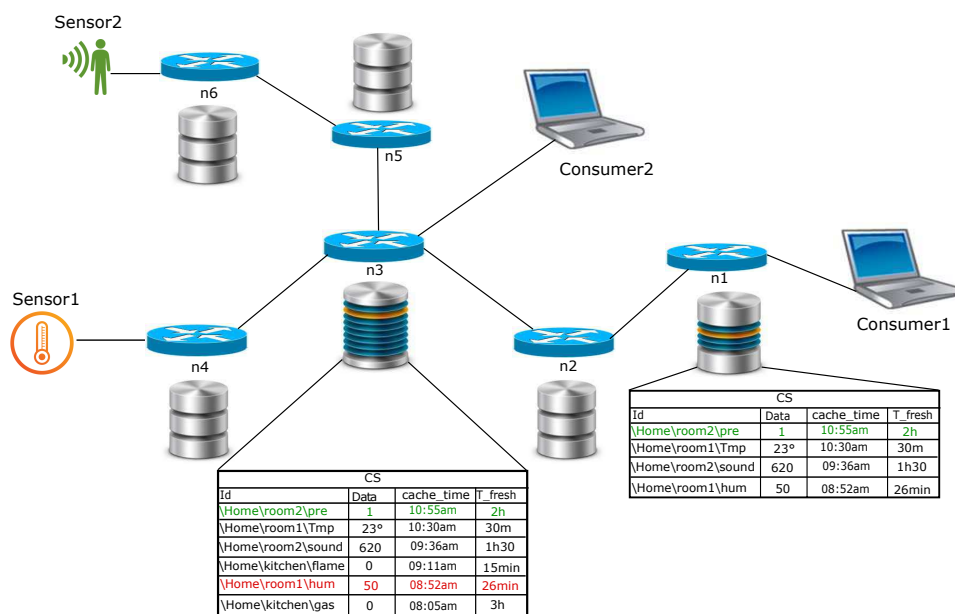 Sensor2
n6
n5
Consumer2
n3
n1
Sensor1
Consumer1
n4
n2
CS
Id Data cache_time T_fresh
\Home\room2\pre 1 10:55am 2h
\Home\room1\Tmp 23° 10:30am 30m
\Home\room2\sound 620 09:36am 1h30
\Home\room1\hum 50 08:52am 26min
CS
Id Data cache_time T_fresh
\Home\room2\pre 1 10:55am 2h
\Home\room1\Tmp 23° 10:30am 30m
\Home\room2\sound 620 09:36am 1h30
\Home\kitchen\flame 0 09:11am 15min
\Home\room1\hum 50 08:52am 26min
\Home\kitchen\gas 0 08:05am 3h